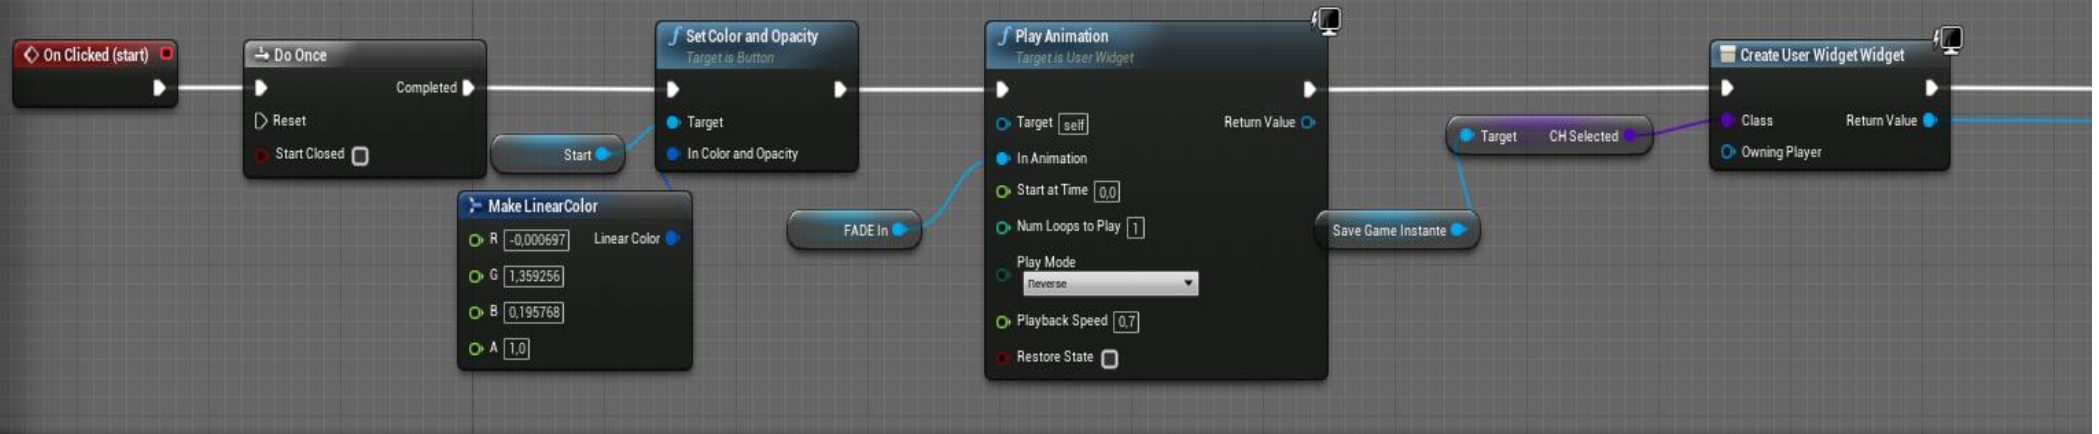 On Clicked (start)
Do Once
Completed
Reset
Start Closed
Start
Set Color and Opacity
Target is Button
Target
In Color and Opacity
Make LinearColor
R -0,000697
Linear Color
G 1,359256
B 0,195768
A 1,0
FADE In
Play Animation
Target is User Widget
Target self
Return Value
In Animation
Start at Time 0,0
Num Loops to Play 1
Play Mode
Reverse
Playback Speed 0,7
Restore State
Save Game Instante
Target CH Selected
Create User Widget Widget
Class
Return Value
Owning Player